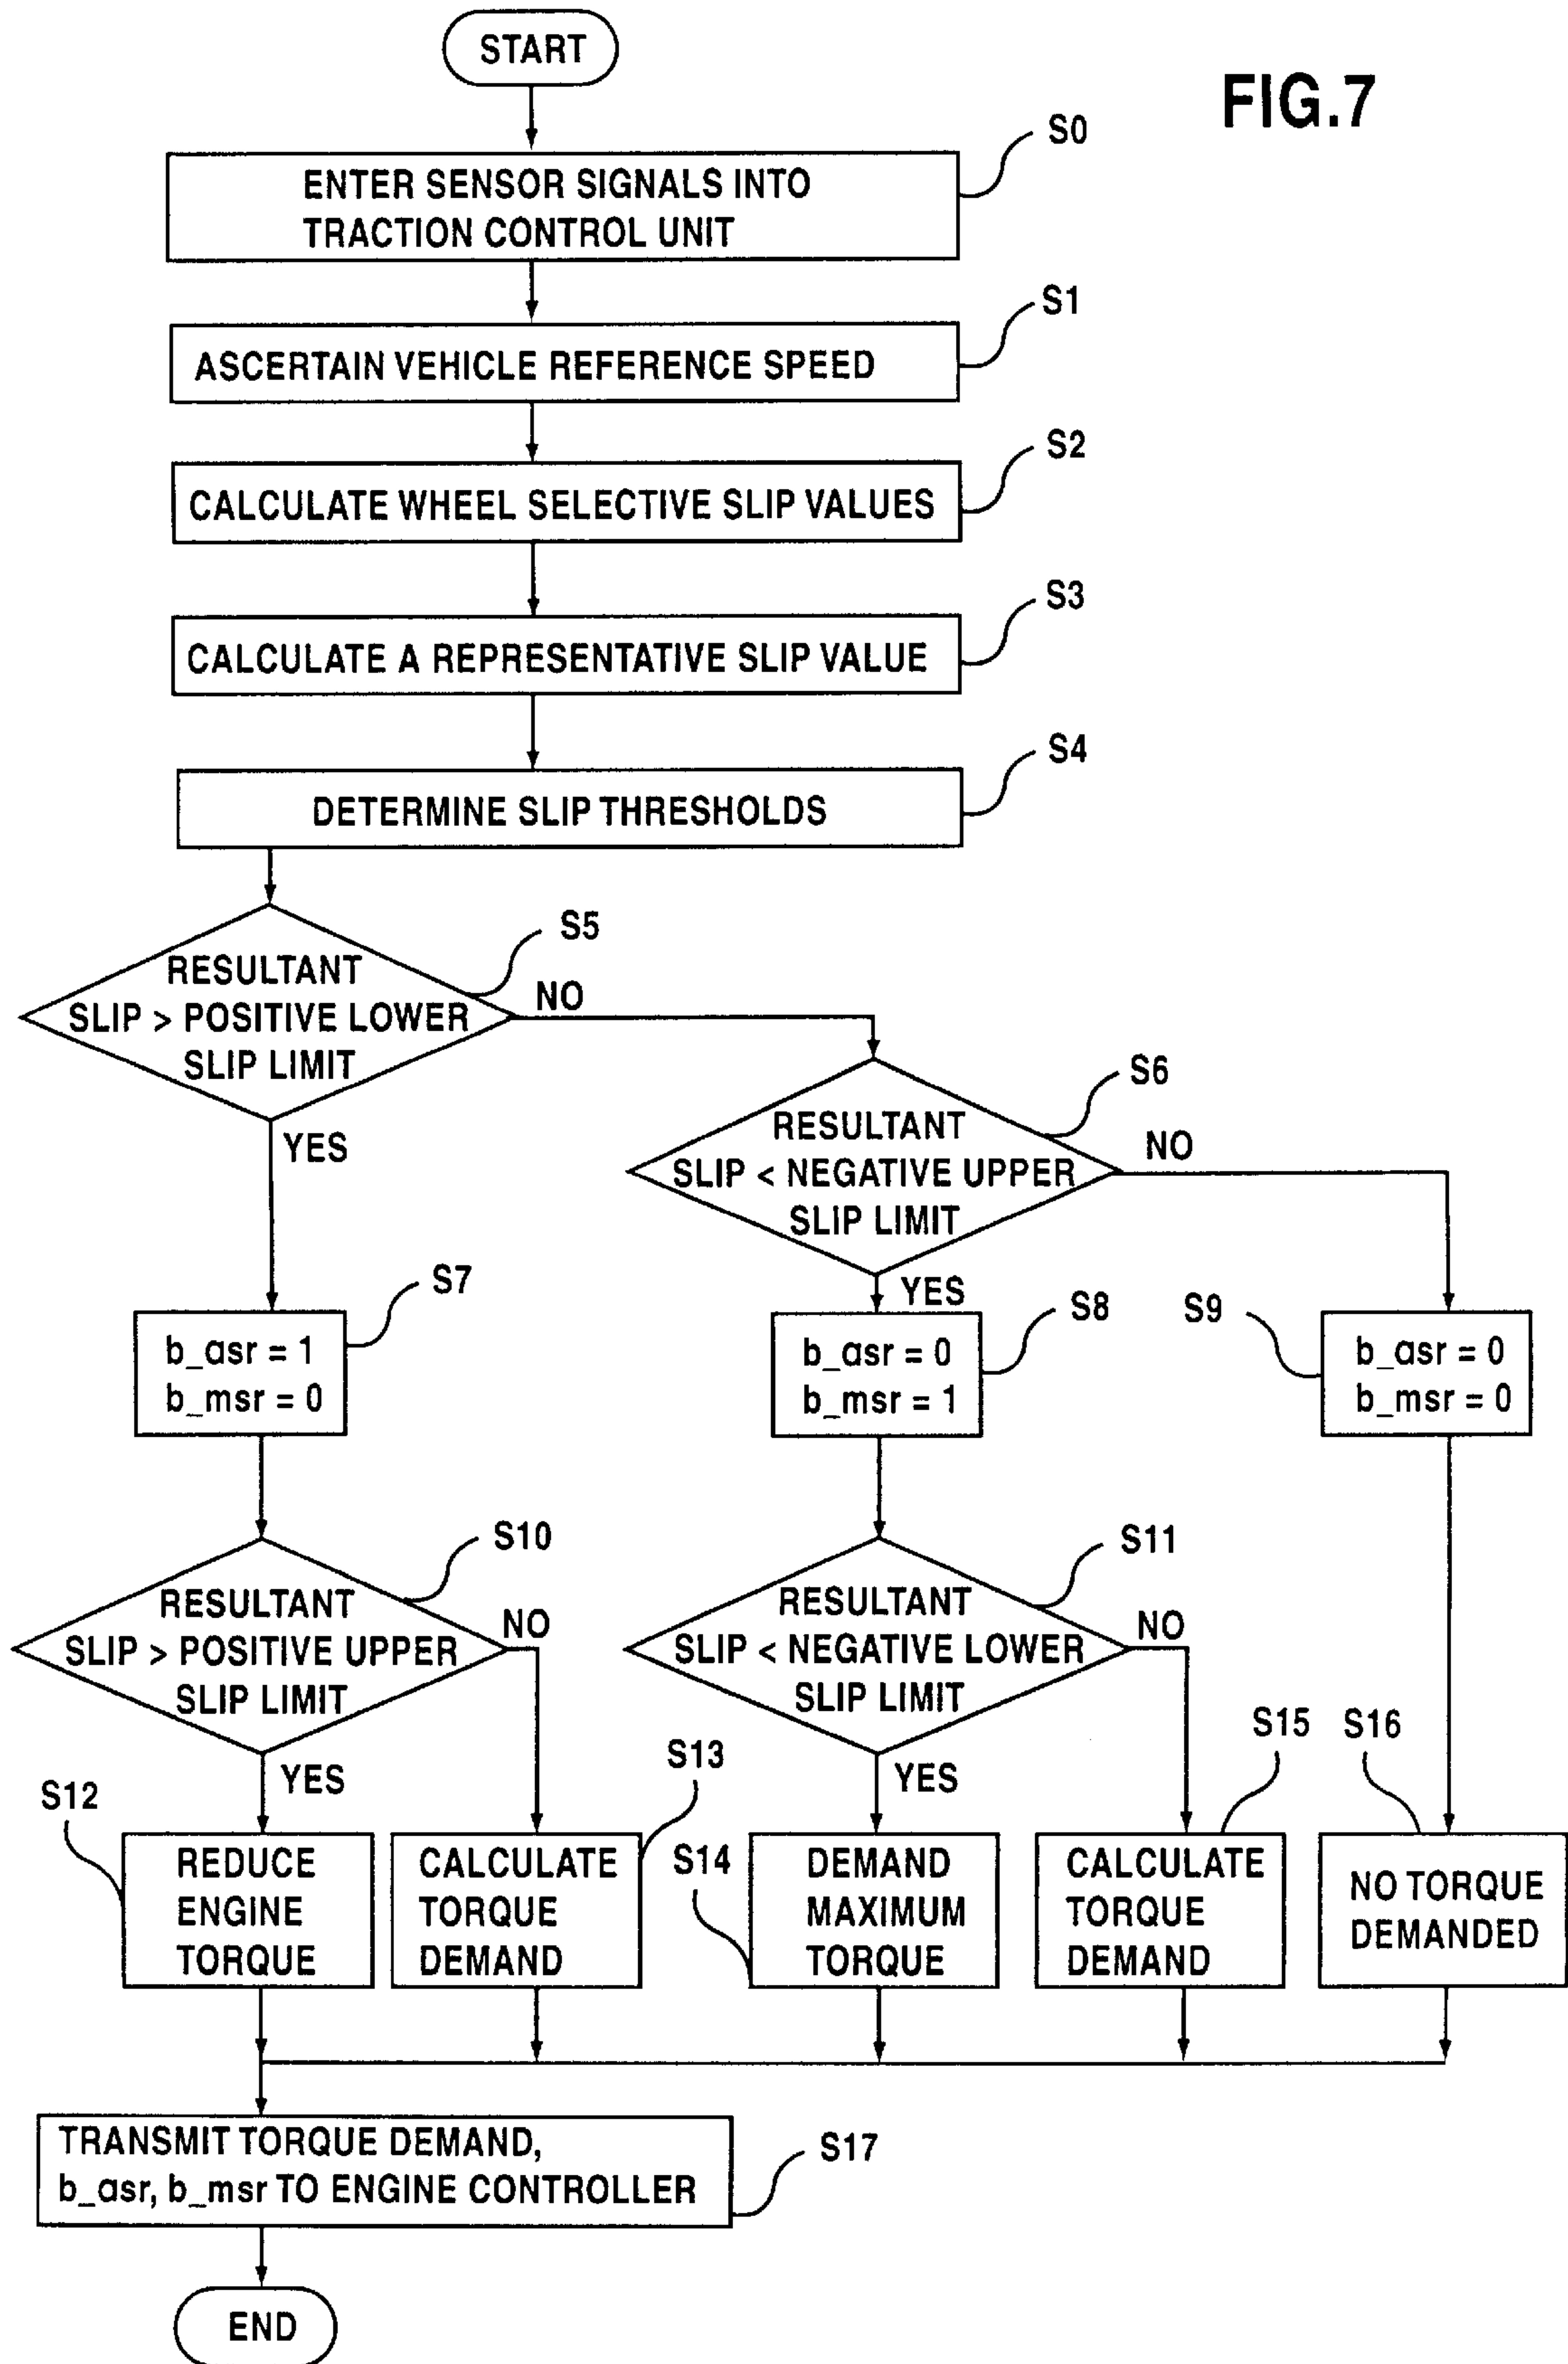 START
FIG.7
S0
ENTER SENSOR SIGNALS INTO
TRACTION CONTROL UNIT
S1
ASCERTAIN VEHICLE REFERENCE SPEED
S2
CALCULATE WHEEL SELECTIVE SLIP VALUES
S3
CALCULATE A REPRESENTATIVE SLIP VALUE
S4
DETERMINE SLIP THRESHOLDS
S5
RESULTANT
SLIP > POSITIVE LOWER
SLIP LIMIT
NO
YES
S6
RESULTANT
SLIP < NEGATIVE UPPER
SLIP LIMIT
NO
YES
S7
b_asr = 1
b_msr = 0
S8
b_asr = 0
b_msr = 1
S9
b_asr = 0
b_msr = 0
S10
RESULTANT
SLIP > POSITIVE UPPER
SLIP LIMIT
NO
YES
S11
RESULTANT
SLIP < NEGATIVE LOWER
SLIP LIMIT
NO
YES
S12
REDUCE
ENGINE
TORQUE
S13
CALCULATE
TORQUE
DEMAND
S14
DEMAND
MAXIMUM
TORQUE
S15
CALCULATE
TORQUE
DEMAND
S16
NO TORQUE
DEMANDED
TRANSMIT TORQUE DEMAND,
b_asr, b_msr TO ENGINE CONTROLLER
S17
END